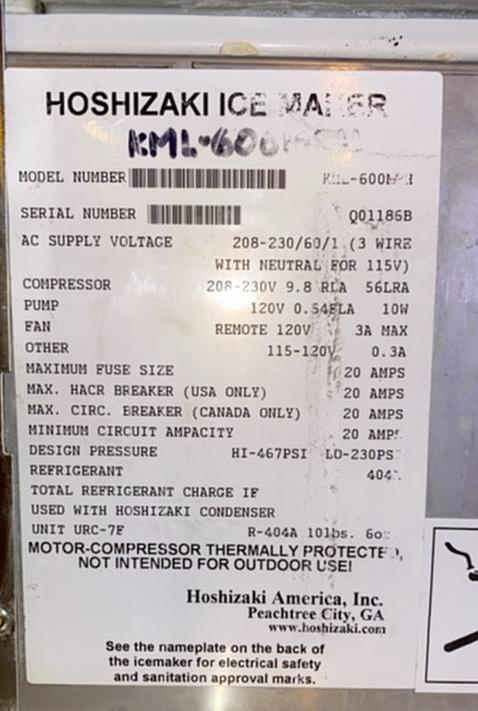 HOSHIZAKI ICE MAKER
MODEL NUMBER
SERIAL NUMBER Q01186B
AC SUPPLY VOLTAGE 208-230/60/1 (3 WIRE
WITH NEUTRAL FOR 115V)
COMPRESSOR 208-230V 9.8 RLA 56LRA
PUMP 120V 0.54FLA 10W
FAN REMOTE 120V 3A MAX
OTHER 115-120V 0.3A
MAXIMUM FUSE SIZE 20 AMPS
MAX. HACR BREAKER (USA ONLY) 20 AMPS
MAX. CIRC. BREAKER (CANADA ONLY) 20 AMPS
MINIMUM CIRCUIT AMPACITY 20 AMPS
DESIGN PRESSURE HI-467PSI LO-230PSI
REFRIGERANT
TOTAL REFRIGERANT CHARGE IF
USED WITH HOSHIZAKI CONDENSER
UNIT URC-7F R-404A 10lbs. 6oz
MOTOR-COMPRESSOR THERMALLY PROTECTED,
NOT INTENDED FOR OUTDOOR USE!
Hoshizaki America, Inc.
Peachtree City, GA
www.hoshizaki.com
See the nameplate on the back of
the icemaker for electrical safety
and sanitation approval marks.